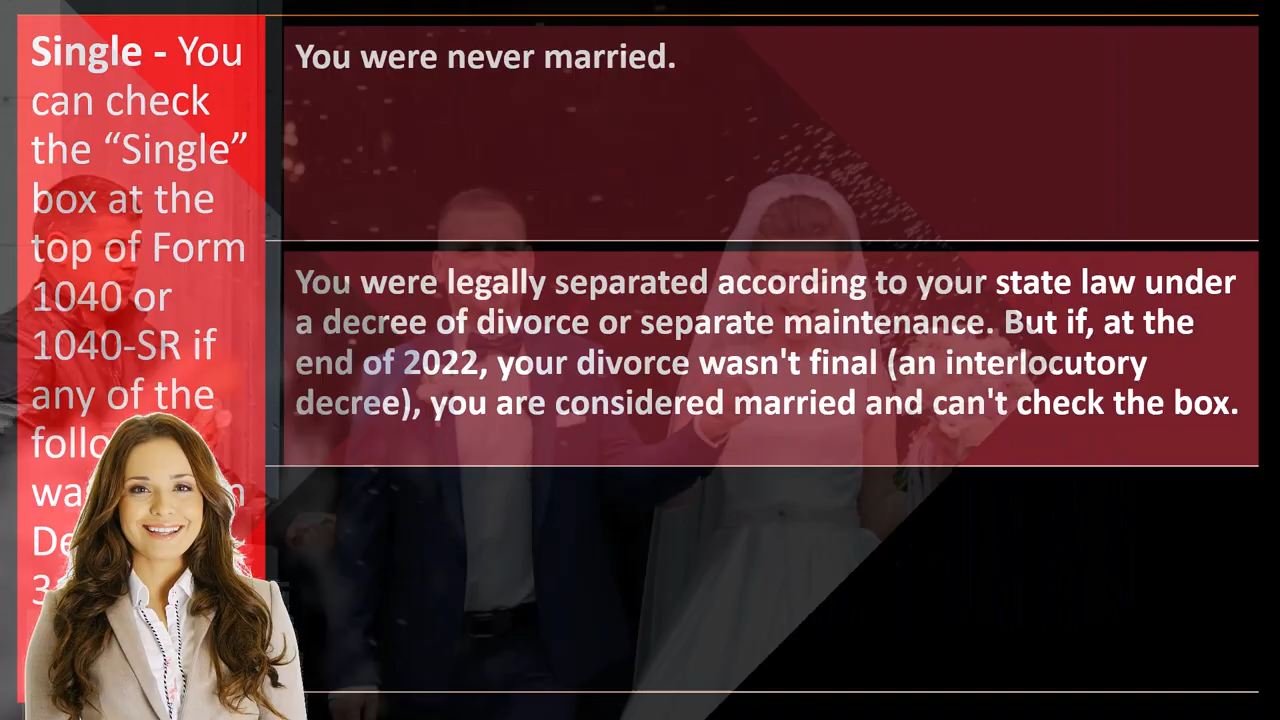 Single - You
can check
the “Single”
box at the
top of Form
1040 or
1040-SR if
any of the
You were never married.
You were legally separated according to your state law under
a decree of divorce or separate maintenance. But if, at the
end of 2022, your divorce wasn't final (an interlocutory
decree), you are considered married and can't check the box.